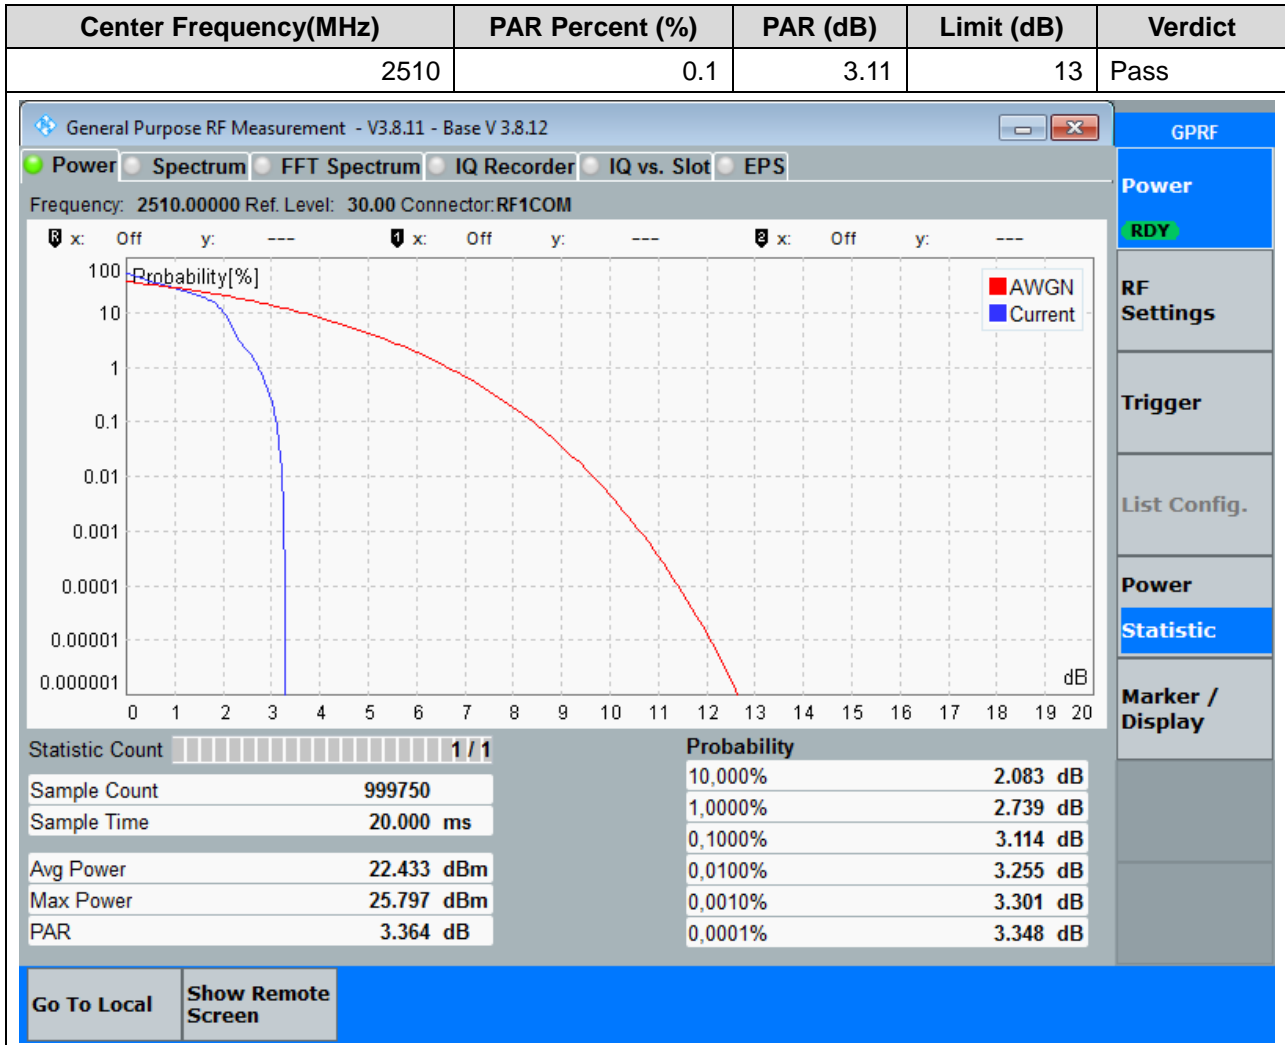 Center Frequency(MHz) PAR Percent (%) PAR (dB) Limit (dB) Verdict
2510 0.1 3.11 13 Pass
General Purpose RF Measurement - V3.8.11 - Base V 3.8.12
GPRF
Power Spectrum FFT Spectrum IQ Recorder IQ vs. Slot EPS
Frequency: 2510.00000 Ref. Level: 30.00 Connector:RF1COM
R x: Off y: --- 1 x: Off y: --- 2 x: Off y: ---
Probability[%]
AWGN
Current
100
10
1
0.1
0.01
0.001
0.0001
0.00001
0.000001
dB
0 1 2 3 4 5 6 7 8 9 10 11 12 13 14 15 16 17 18 19 20
Statistic Count 1 / 1
Sample Count 999750
Sample Time 20.000 ms
Avg Power 22.433 dBm
Max Power 25.797 dBm
PAR 3.364 dB
Probability
10,000% 2.083 dB
1,0000% 2.739 dB
0,1000% 3.114 dB
0,0100% 3.255 dB
0,0010% 3.301 dB
0,0001% 3.348 dB
Power
RDY
RF
Settings
Trigger
List Config.
Power
Statistic
Marker /
Display
Go To Local
Show Remote
Screen